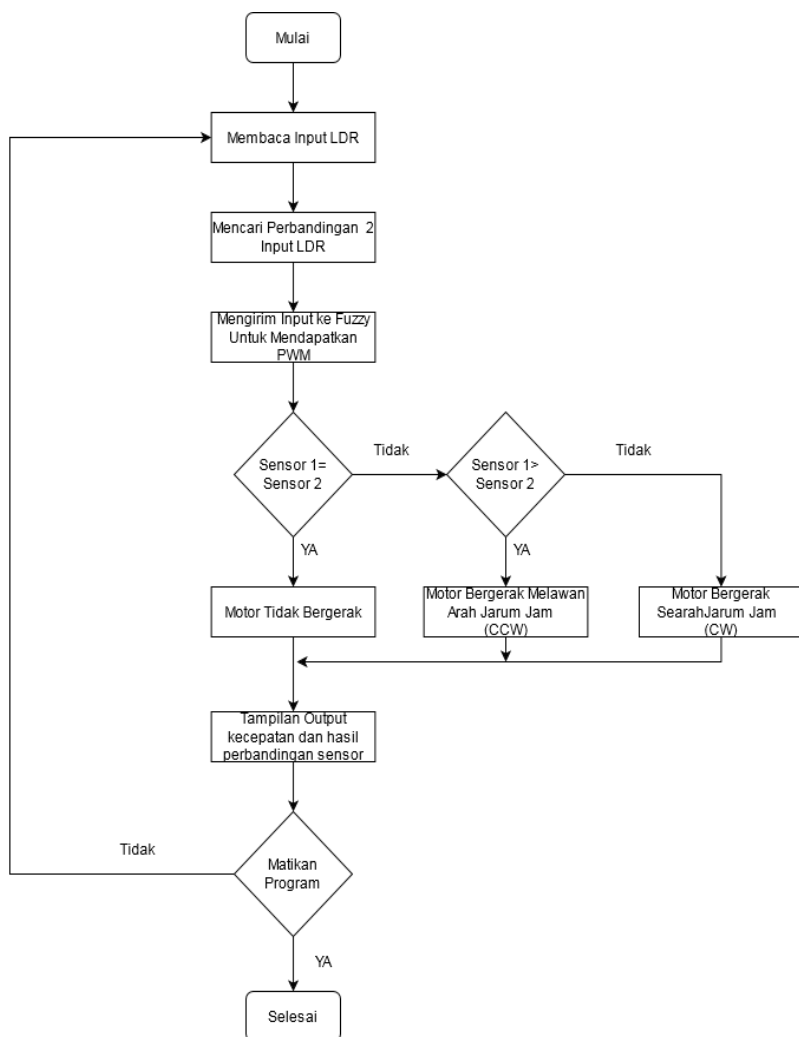 Mulai
Membaca Input LDR
Mencari Perbandingan 2
Input LDR
Mengirim Input ke Fuzzy
Untuk Mendapatkan
PWM
Sensor 1=
Sensor 2
Tidak
Sensor 1>
Sensor 2
Tidak
YA
YA
Motor Tidak Bergerak
Motor Bergerak Melawan
Arah Jarum Jam
(CCW)
Motor Bergerak
SearahJarum Jam
(CW)
Tampilan Output
kecepatan dan hasil
perbandingan sensor
Tidak
Matikan
Program
YA
Selesai